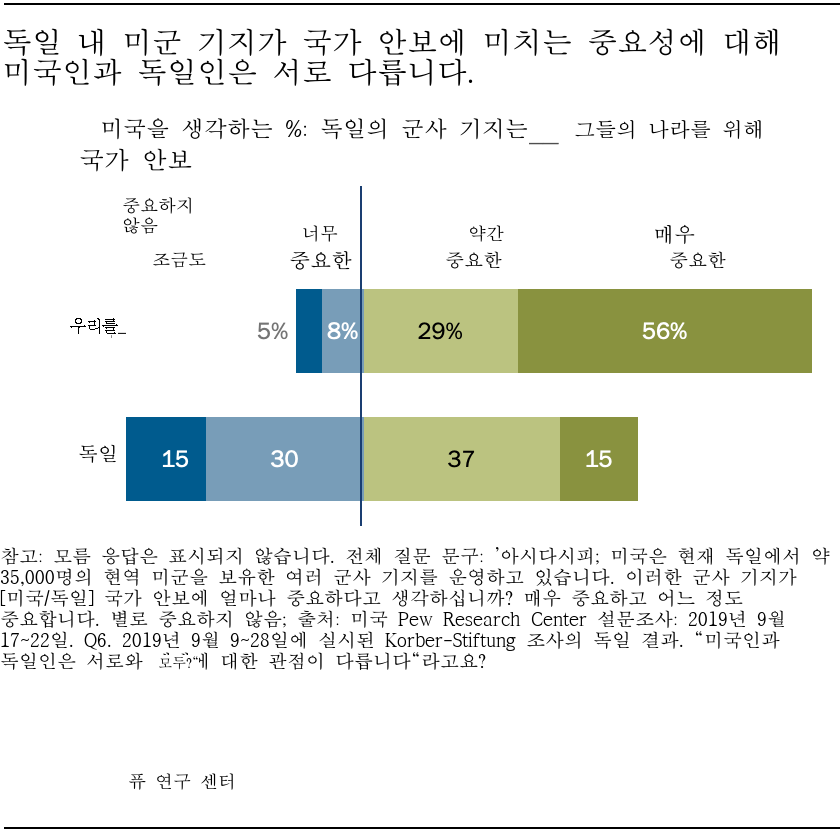 독일 내 미군 기지가 국가 안보에 미치는 중요성에 대해
미국인과 독일인은 서로 다릅니다.
미국을 생각하는 %: 독일의 군사 기지는__ 그들의 나라를 위해
국가 안보
중요하지
않음
조금도
너무
중요한
약간
중요한
매우
중요한
우리를_
5%
8%
29%
56%
독일
15
30
37
15
참고: 모름 응답은 표시되지 않습니다. 전체 질문 문구: '아시다시피; 미국은 현재 독일에서 약
35,000명의 현역 미군을 보유한 여러 군사 기지를 운영하고 있습니다. 이러한 군사 기지가
[미국/독일] 국가 안보에 얼마나 중요하다고 생각하십니까? 매우 중요하고 어느 정도
중요합니다. 별로 중요하지 않음; 출처: 미국 Pew Research Center 설문조사: 2019년 9월
17~22일. Q6. 2019년 9월 9~28일에 실시된 Korber-Stiftung 조사의 독일 결과. “미국인과
독일인은 서로와 대한 관점이 다릅니다“라고요?
퓨 연구 센터